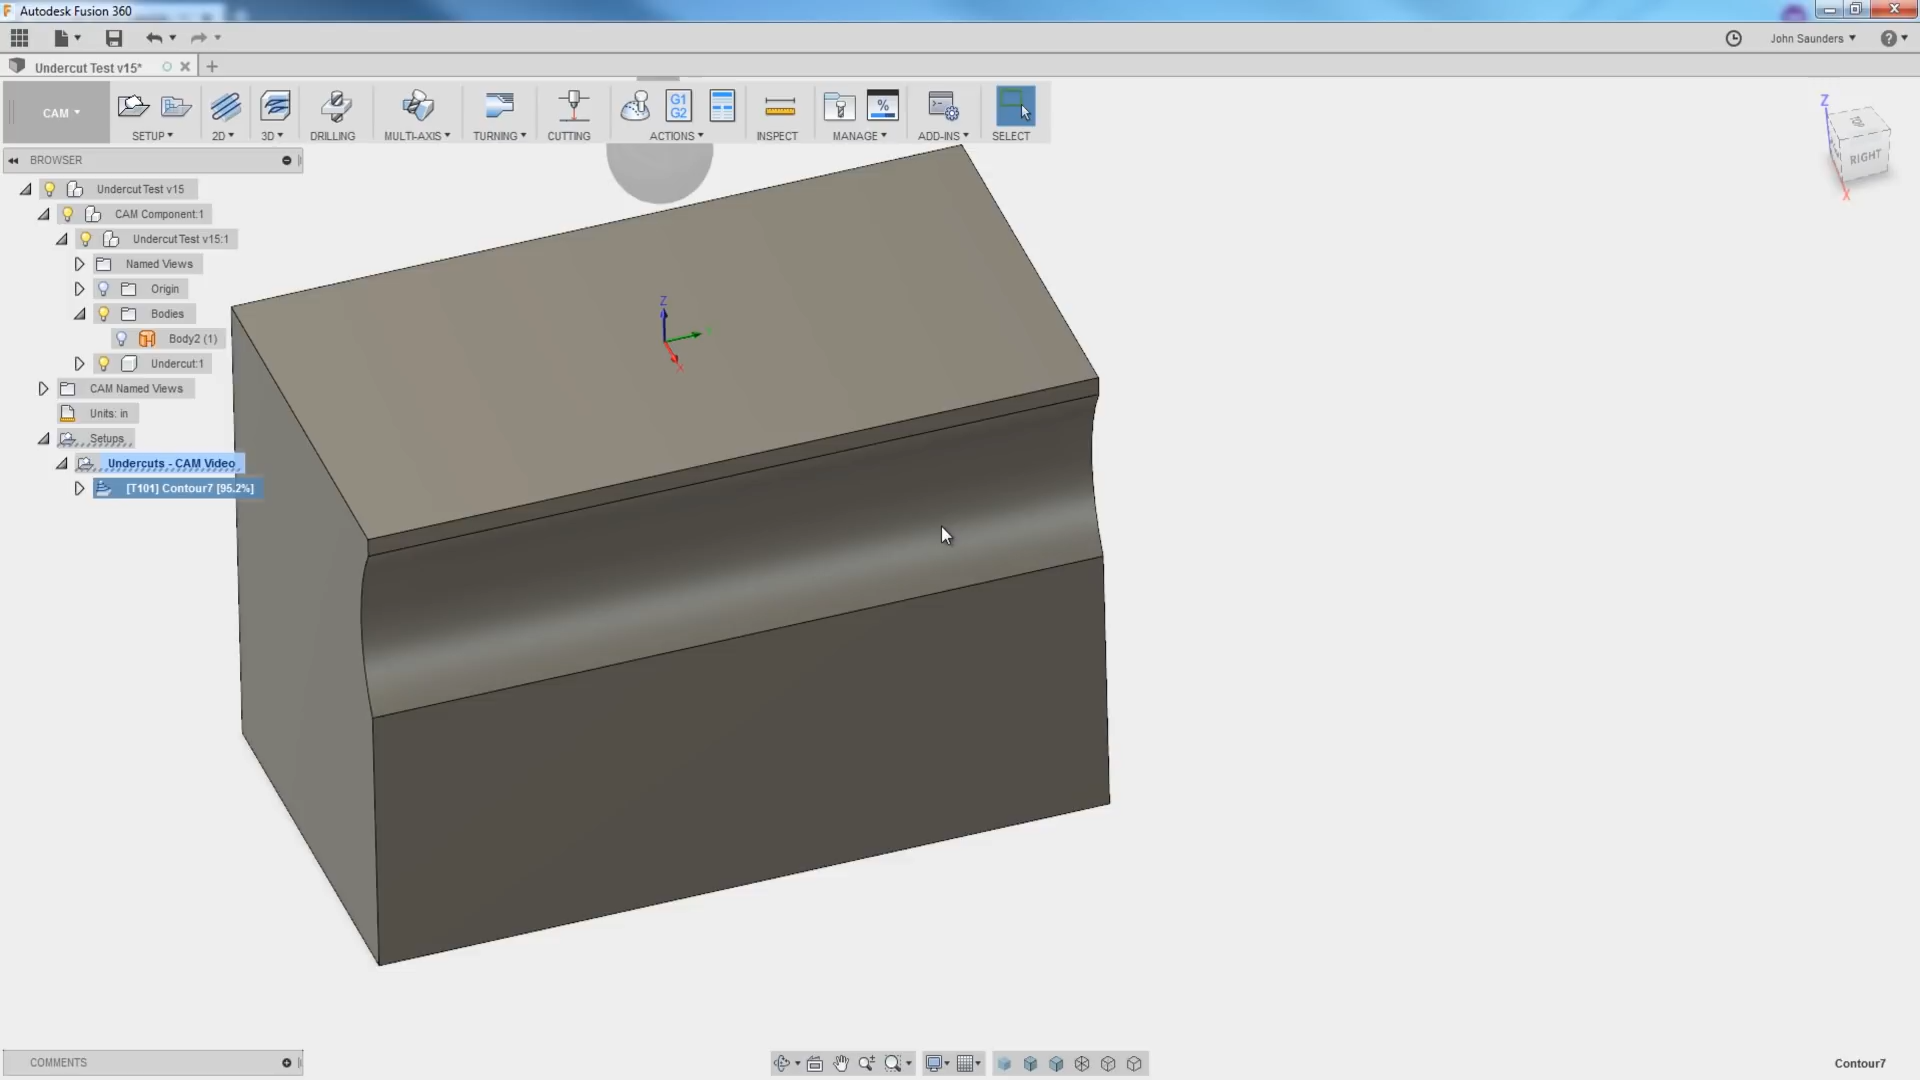 Autodesk Fusion 360
John Saunders
Undercut Test v15*
CAM
SETUP
2D
3D
DRILLING
MULTI-AXIS
TURNING
CUTTING
G1
G2
ACTIONS
INSPECT
%
MANAGE
ADD-INS
SELECT
Z
RIGHT
X
BROWSER
Undercut Test v15
CAM Component:1
Undercut Test v15:1
Named Views
Origin
Bodies
Body2 (1)
Undercut:1
CAM Named Views
Units: in
Setups
Undercuts - CAM Video
[T101] Contour7 [95.2%]
Z
X
COMMENTS
Contour7